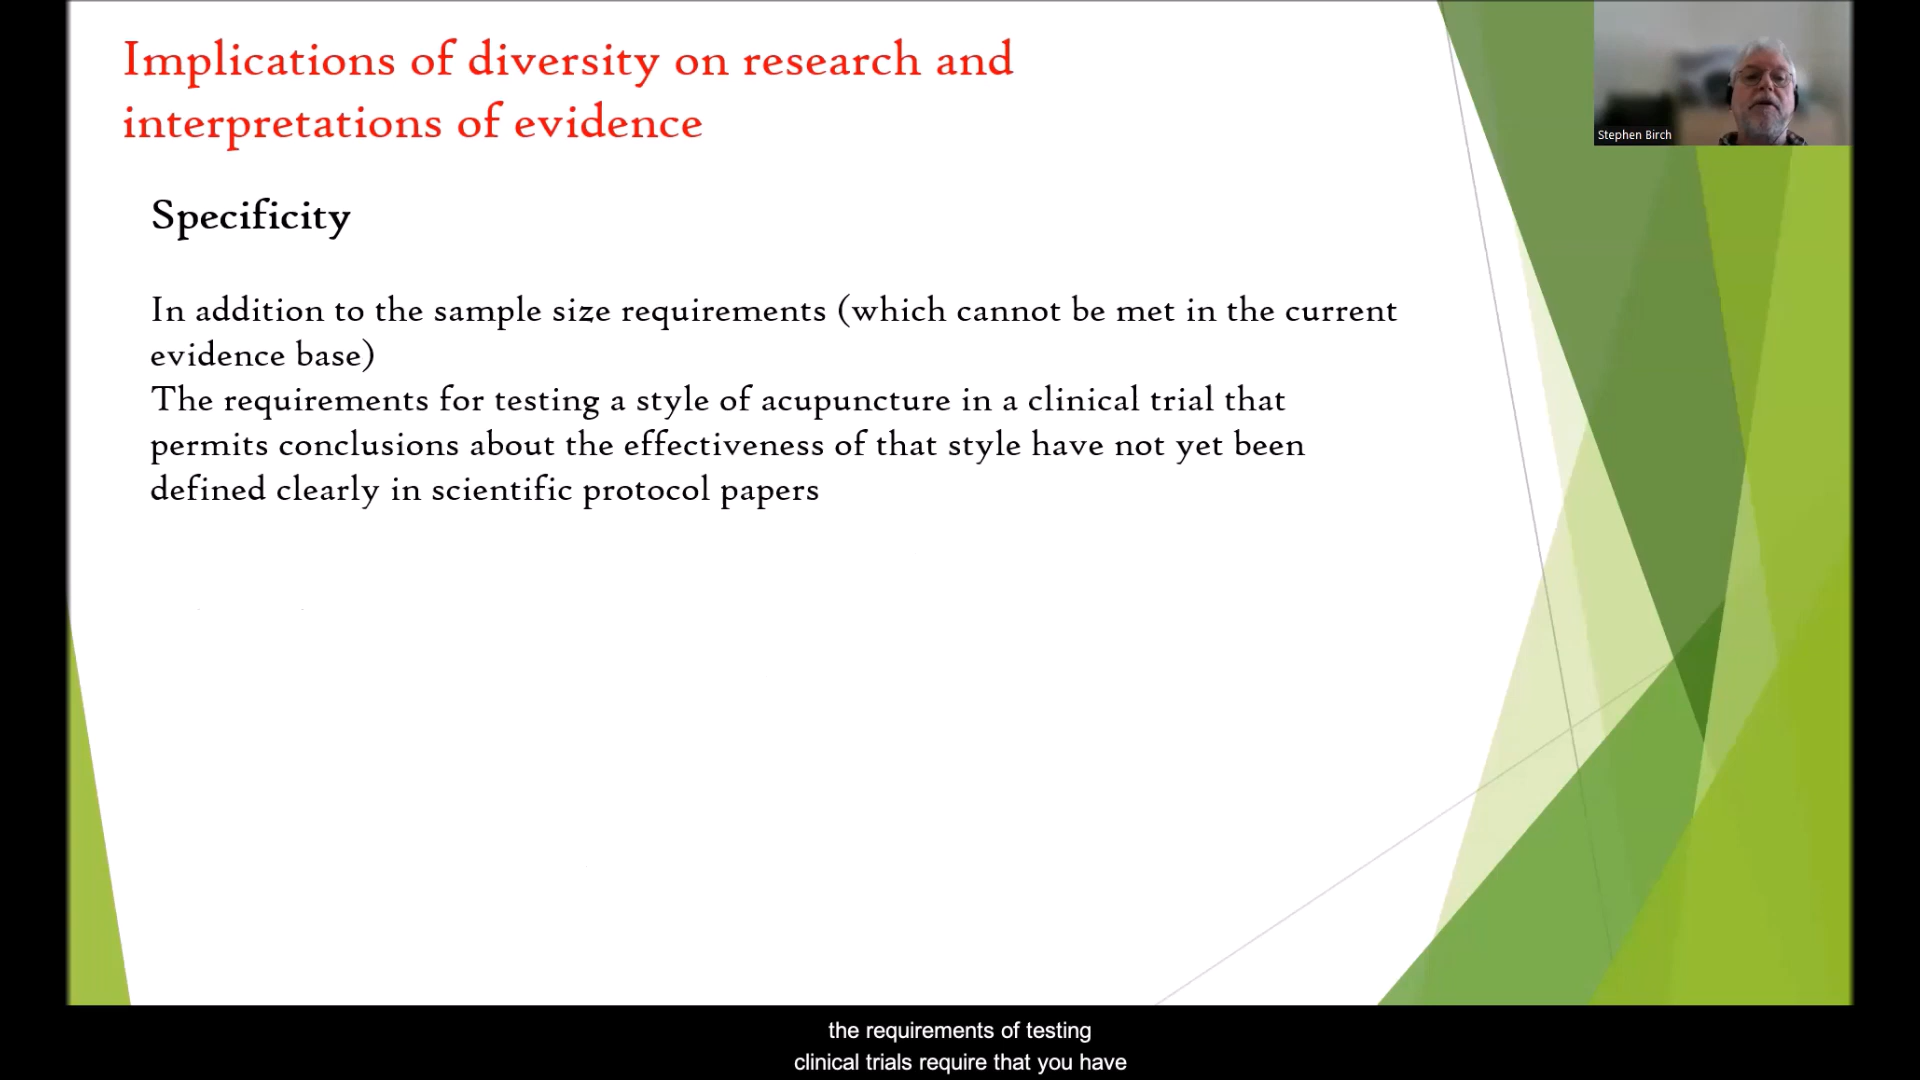 Implications of diversity on research and
interpretations of evidence
Stephen Birch
Specificity
In addition to the sample size requirements (which cannot be met in the current
evidence base)
The requirements for testing a style of acupuncture in a clinical trial that
permits conclusions about the effectiveness of that style have not yet been
defined clearly in scientific protocol papers
the requirements of testing
clinical trials require that you have